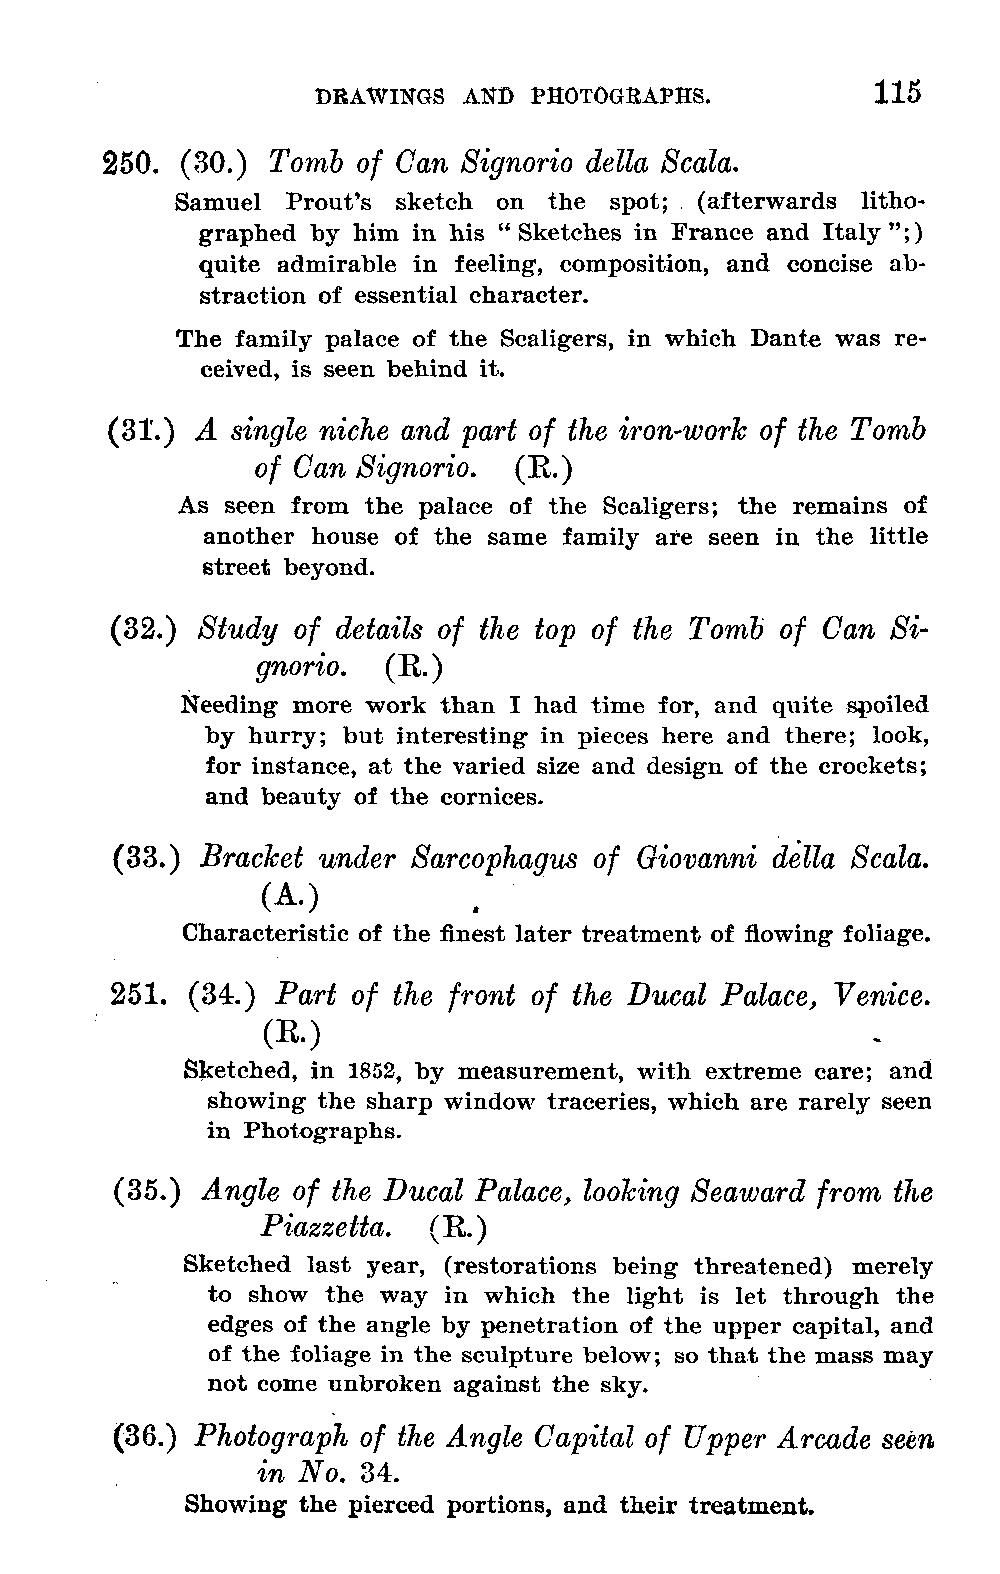 DRAWINGS AND PHOTOGRAPHS. 115
250. (30.) Tomb of Can Signorio della Scala.
Samuel Prout's sketch on the spot; (afterwards litho-
graphed by him in his "Sketches in France and Italy";)
quite admirable in feeling, composition, and concise ab-
straction of essential character.
The family palace of the Scaligers, in which Dante was re-
ceived, is seen behind it.
(31.) A single niche and part of the iron-work of the Tomb
of Can Signorio. (R.)
As seen from the palace of the Scaligers; the remains of
another house of the same family are seen in the little
street beyond.
(32.) Study of details of the top of the Tomb of Can Si-
gnorio. (R.)
Needing more work than I had time for, and quite spoiled
by hurry; but interesting in pieces here and there; look,
for instance, at the varied size and design of the crockets;
and beauty of the cornices.
(33.) Bracket under Sarcophagus of Giovanni della Scala.
(A.)
Characteristic of the finest later treatment of flowing foliage.
251. (34.) Part of the front of the Ducal Palace, Venice.
(R.)
Sketched, in 1852, by measurement, with extreme care; and
showing the sharp window traceries, which are rarely seen
in Photographs.
(35.) Angle of the Ducal Palace, looking Seaward from the
Piazzetta. (R.)
Sketched last year, (restorations being threatened) merely
to show the way in which the light is let through the
edges of the angle by penetration of the upper capital, and
of the foliage in the sculpture below; so that the mass may
not come unbroken against the sky.
(36.) Photograph of the Angle Capital of Upper Arcade seen
in No. 34.
Showing the pierced portions, and their treatment.